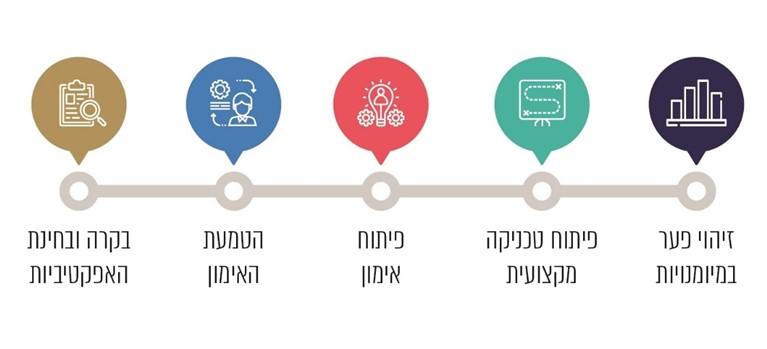 זיהוי פער
במיומנויות
פיתוח טכניקה
מקצועית
פיתוח
אימון
הטמעת
האימון
בקרה ובחינת
האפקטיביות